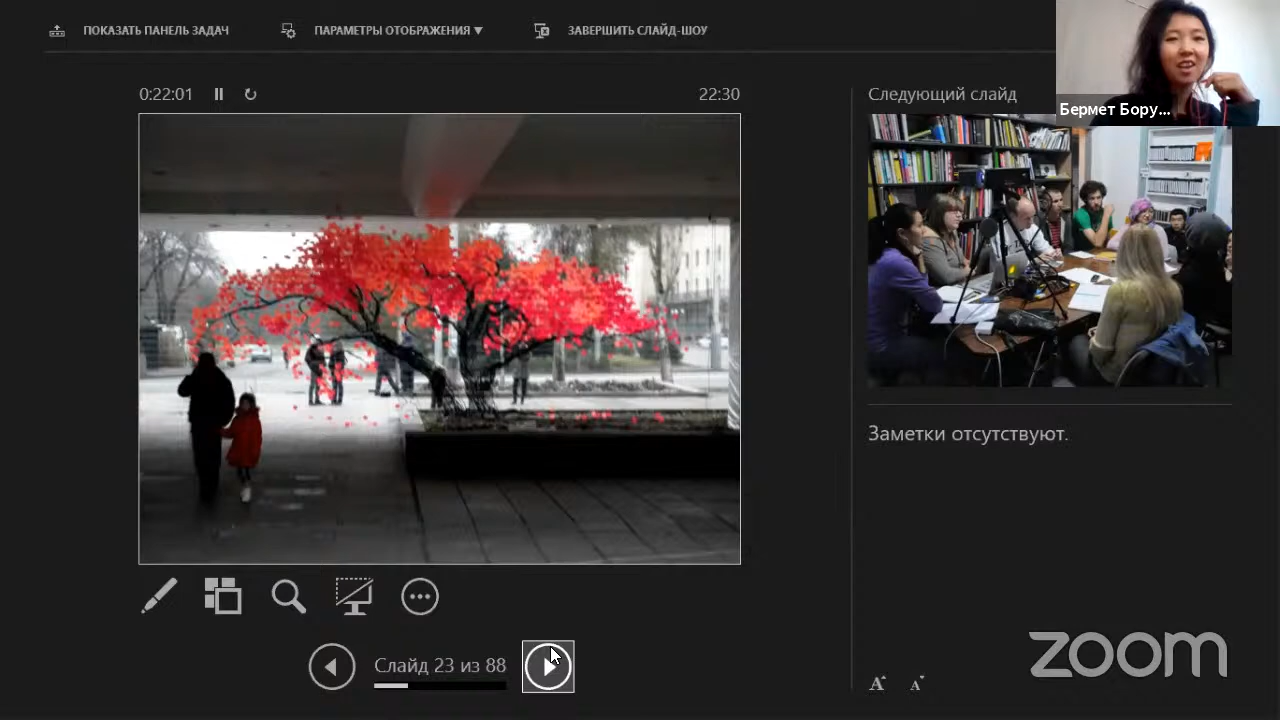 ПОКАЗАТЬ ПАНЕЛЬ ЗАДАЧ
ПАРАМЕТРЫ ОТОБРАЖЕНИЯ ▼
ЗАВЕРШИТЬ СЛАЙД-ШОУ
Бермет Бору...
0:22:01
22:30
Следующий слайд
Заметки отсутствуют.
Слайд 23 из 88
A A
zoom